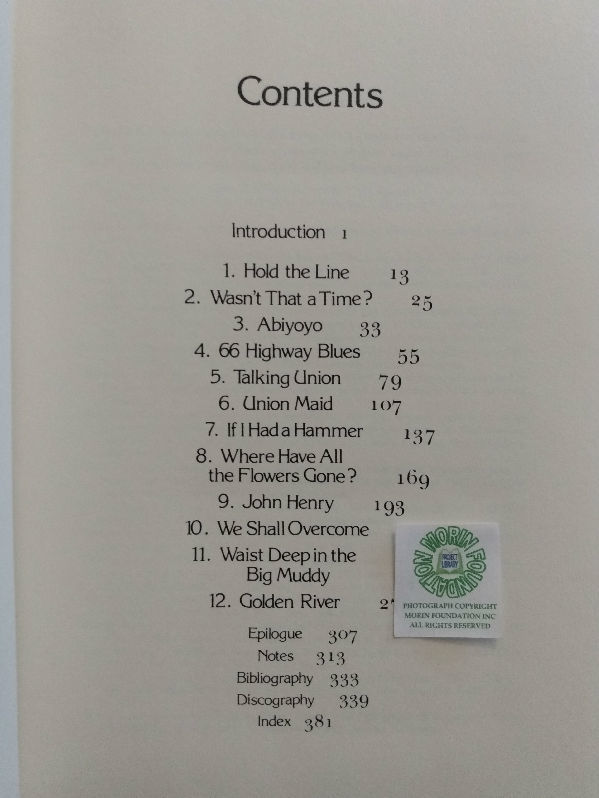 Contents
Introduction 1
1. Hold the Line 13
2. Wasn't That a Time? 25
3. Abiyoyo 33
4. 66 Highway Blues 55
5. Talking Union 79
6. Union Maid 107
7. If I Had a Hammer 137
8. Where Have All
the Flowers Gone? 169
9. John Henry 193
10. We Shall Overcome
11. Waist Deep in the
Big Muddy
12. Golden River
MORIN FOUNDATION
PROJECT
LIBRARY
PHOTOGRAPH COPYRIGHT
MORIN FOUNDATION INC
ALL RIGHTS RESERVED
Epilogue 307
Notes 313
Bibliography 333
Discography 339
Index 381